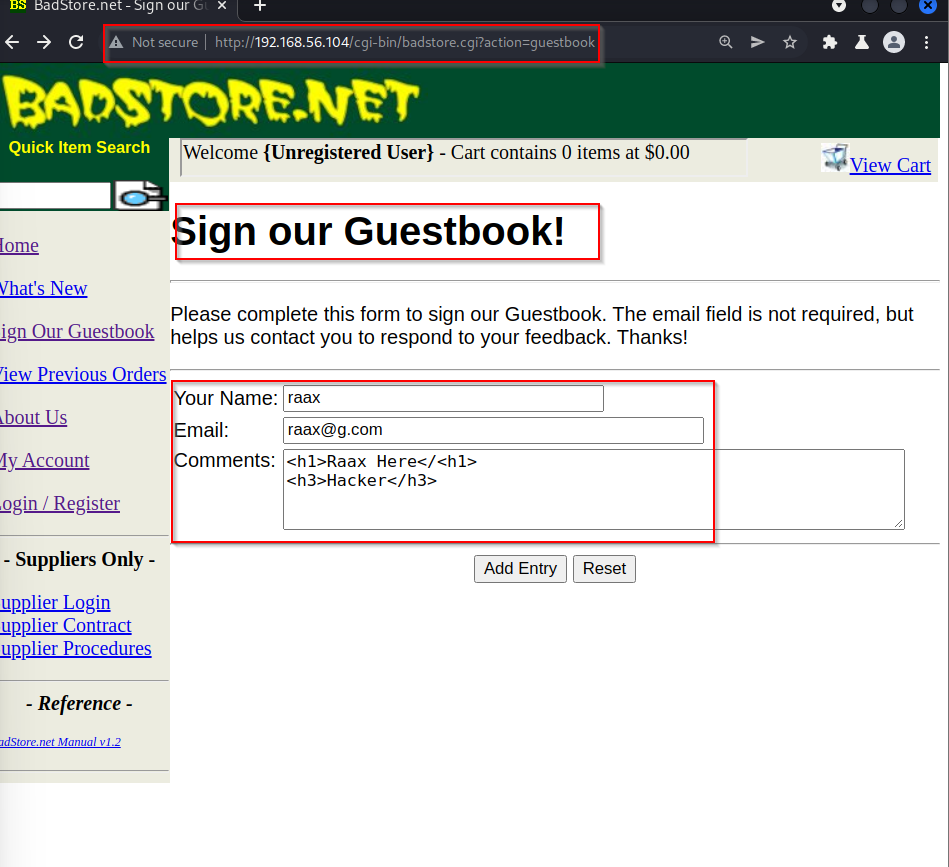 BS BadStore.net - Sign our Gu
Not secure http://192.168.56.104/cgi-bin/badstore.cgi?action=guestbook
BADSTORE.NET
Quick Item Search
Welcome {Unregistered User} - Cart contains 0 items at $0.00
View Cart
Sign our Guestbook!
Please complete this form to sign our Guestbook. The email field is not required, but
helps us contact you to respond to your feedback. Thanks!
Your Name: raax
Email: raax@g.com
Comments: <h1>Raax Here</<h1>
<h3>Hacker</h3>
Add Entry Reset
Home
What's New
ign Our Guestbook
View Previous Orders
About Us
My Account
ogin / Register
- Suppliers Only -
upplier Login
upplier Contract
upplier Procedures
- Reference -
adStore.net Manual v1.2